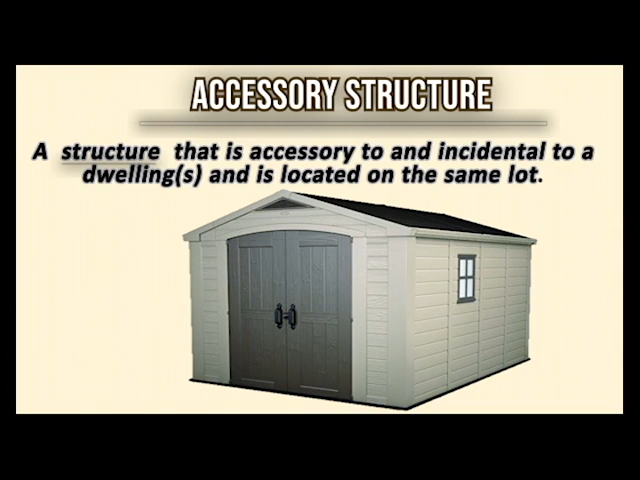 ACCESSORY STRUCTURE
A structure that is accessory to and incidental to a
dwelling(s) and is located on the same lot.